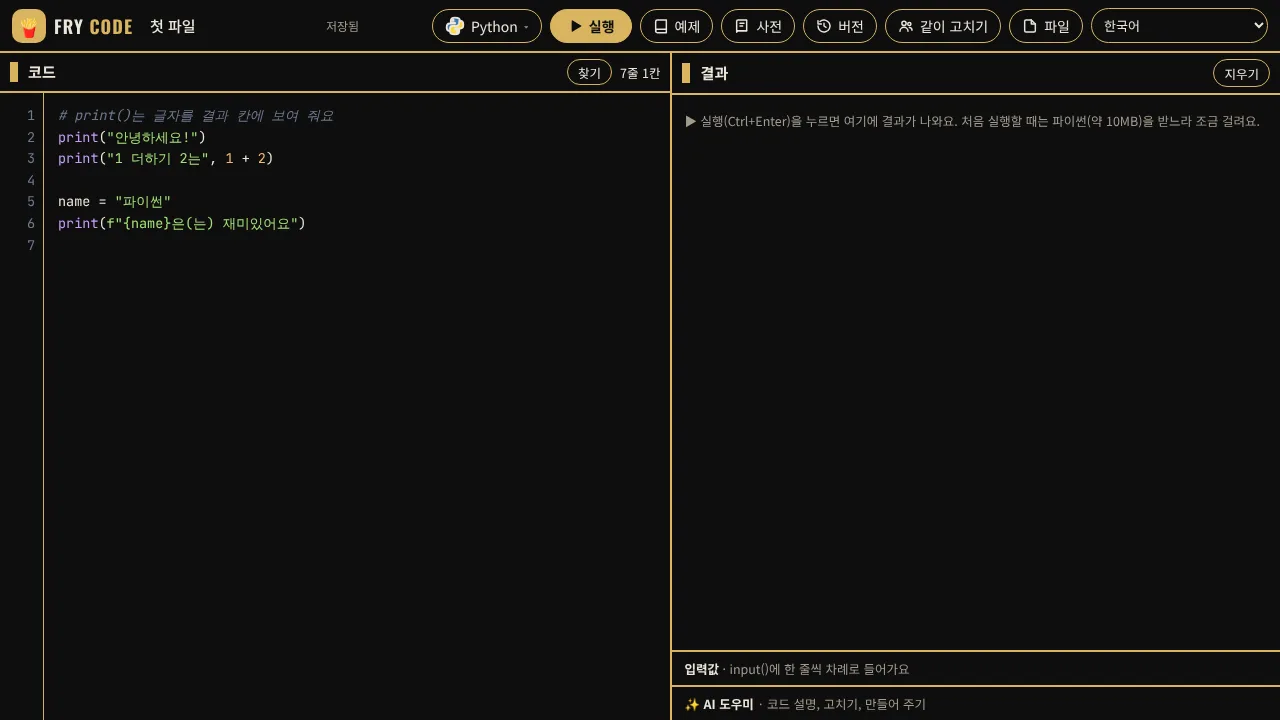 FRY CODE 첫 파일 저장됨 Python 실행 예제 사전 버전 같이 고치기 파일 한국어
코드 찾기 7줄 1칸
1 # print()는 글자를 결과 칸에 보여 줘요
2 print("안녕하세요!")
3 print("1 더하기 2는", 1 + 2)
4
5 name = "파이썬"
6 print(f"{name}은(는) 재미있어요")
7
결과 지우기
▶ 실행(Ctrl+Enter)을 누르면 여기에 결과가 나와요. 처음 실행할 때는 파이썬(약 10MB)을 받느라 조금 걸려요.
입력값 · input()에 한 줄씩 차례로 들어가요
✨ AI 도우미 · 코드 설명, 고치기, 만들어 주기